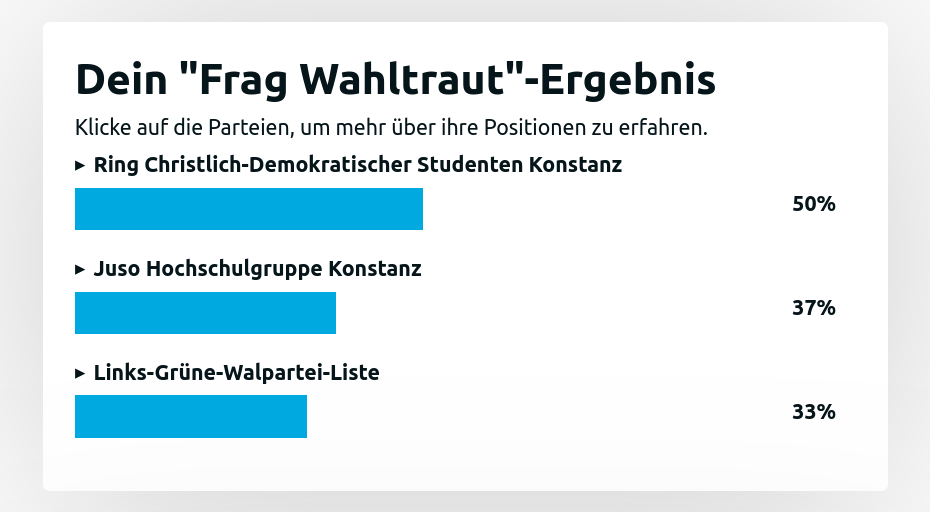 Dein "Frag Wahltraut"-Ergebnis
Klicke auf die Parteien, um mehr über ihre Positionen zu erfahren.
▸ Ring Christlich-Demokratischer Studenten Konstanz
50%
▸ Juso Hochschulgruppe Konstanz
37%
▸ Links-Grüne-Walpartei-Liste
33%